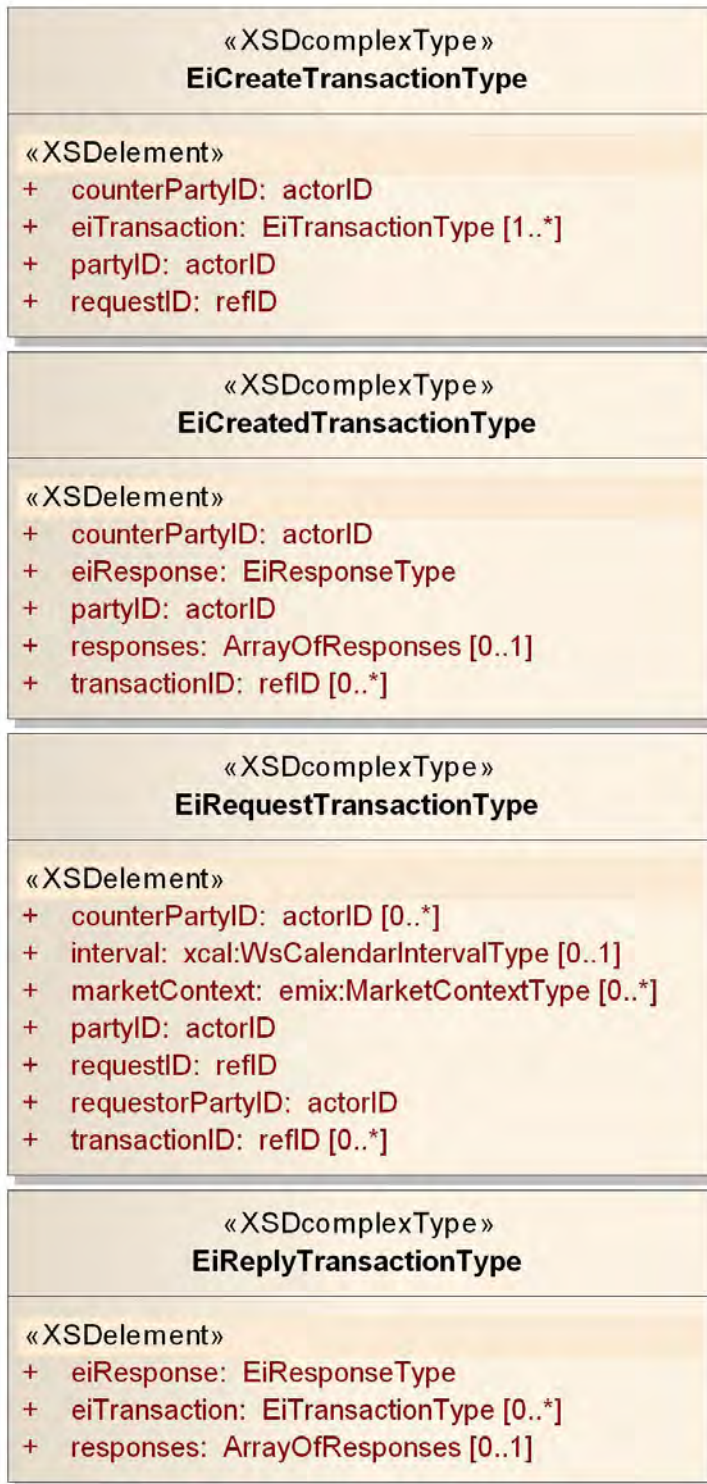 «XSDcomplexType»
EiCreateTransactionType
«XSDelement»
+ counterPartyID: actorID
+ eiTransaction: EiTransactionType [1..*]
+ partyID: actorID
+ requestID: refID
«XSDcomplexType»
EiCreatedTransactionType
«XSDelement»
+ counterPartyID: actorID
+ eiResponse: EiResponseType
+ partyID: actorID
+ responses: ArrayOfResponses [0..1]
+ transactionID: refID [0..*]
«XSDcomplexType»
EiRequestTransactionType
«XSDelement»
+ counterPartyID: actorID [0..*]
+ interval: xcal:WsCalendarIntervalType [0..1]
+ marketContext: emix:MarketContextType [0..*]
+ partyID: actorID
+ requestID: refID
+ requestorPartyID: actorID
+ transactionID: refID [0..*]
«XSDcomplexType»
EiReplyTransactionType
«XSDelement»
+ eiResponse: EiResponseType
+ eiTransaction: EiTransactionType [0..*]
+ responses: ArrayOfResponses [0..1]